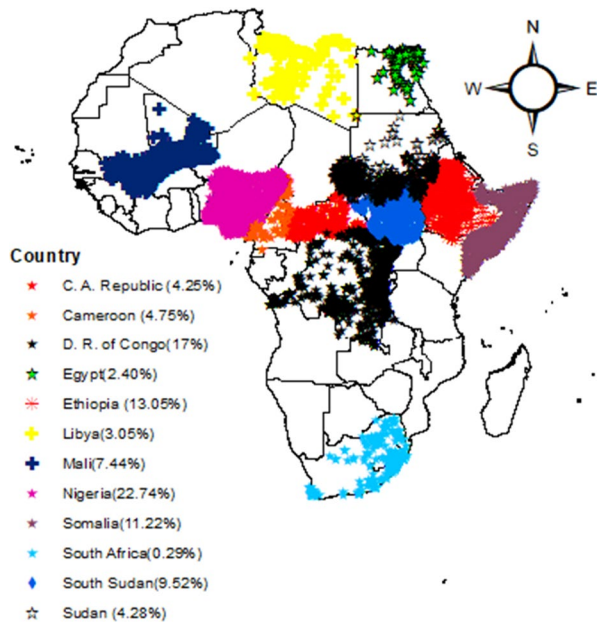 N
W E
S
Country
C. A. Republic (4.25%)
Cameroon (4.75%)
D. R. of Congo(17%)
Egypt(2.40%)
Ethiopia (13.05%)
Libya(3.05%)
Mali(7.44%)
Nigeria(22.74%)
Somalia(11.22%)
South Africa(0.29%)
South Sudan(9.52%)
Sudan (4.28%)